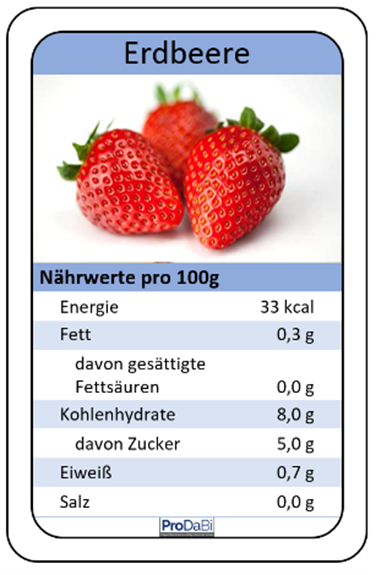 Erdbeere
Nährwerte pro 100g
Energie 33 kcal
Fett 0,3 g
davon gesättigte
Fettsäuren 0,0 g
Kohlenhydrate 8,0 g
davon Zucker 5,0 g
Eiweiß 0,7 g
Salz 0,0 g
ProDaBi